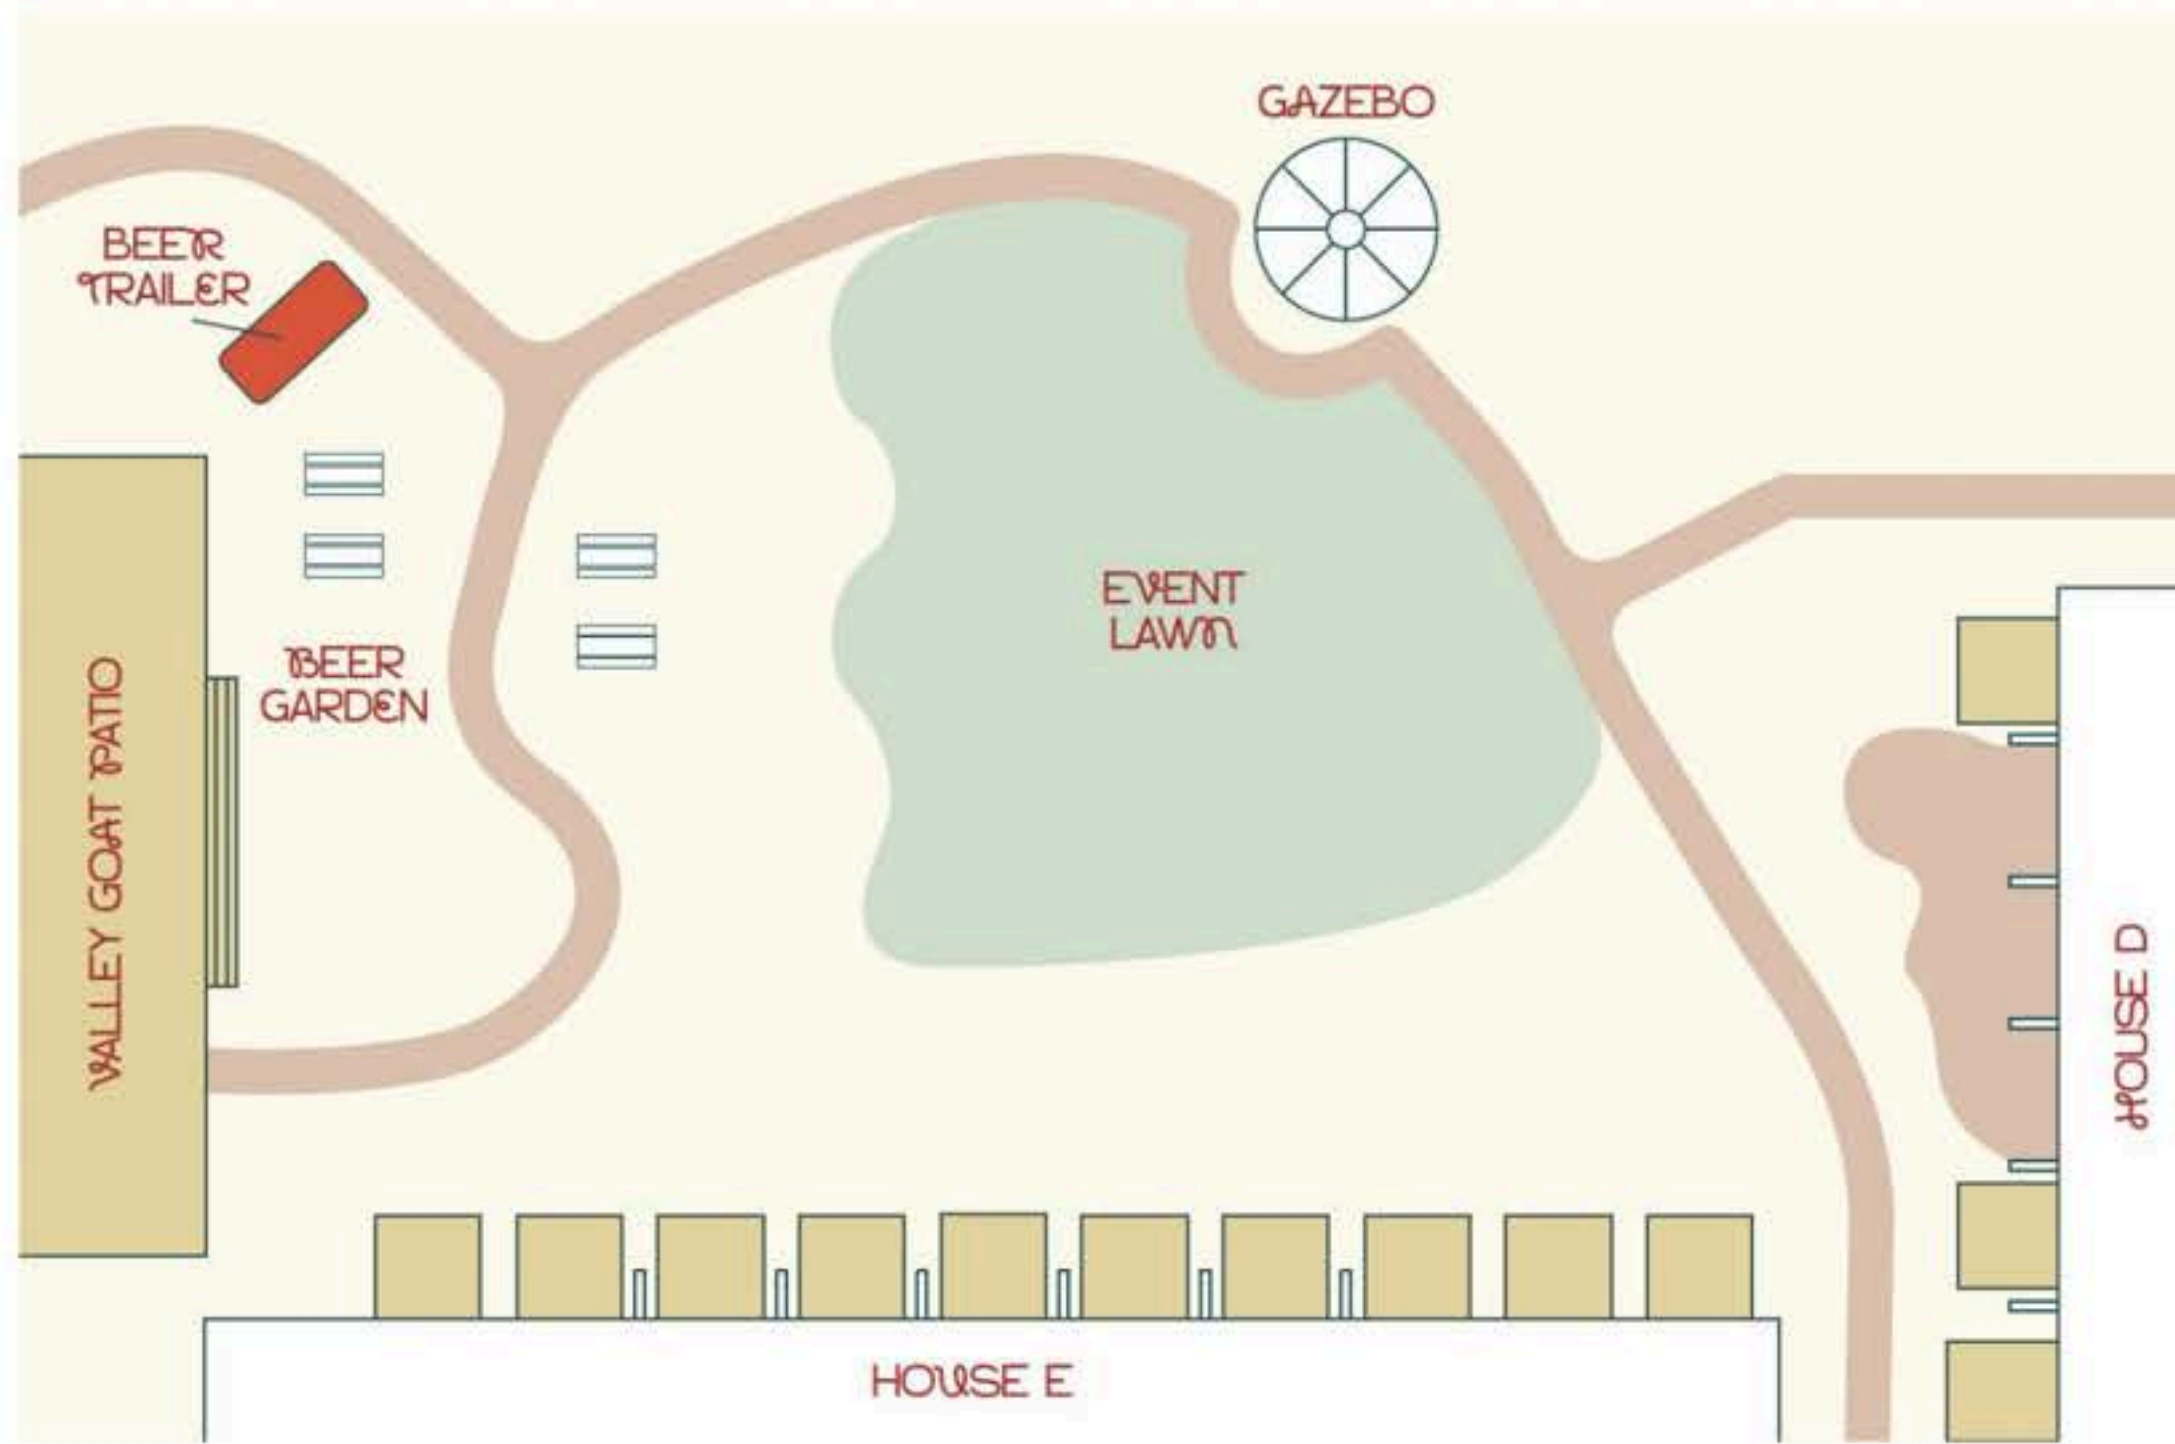 GAZEBO
BEER
TRAILER
EVENT
LAWN
BEER
GARDEN
VALLEY GOAT PATIO
HOUSE D
HOUSE E